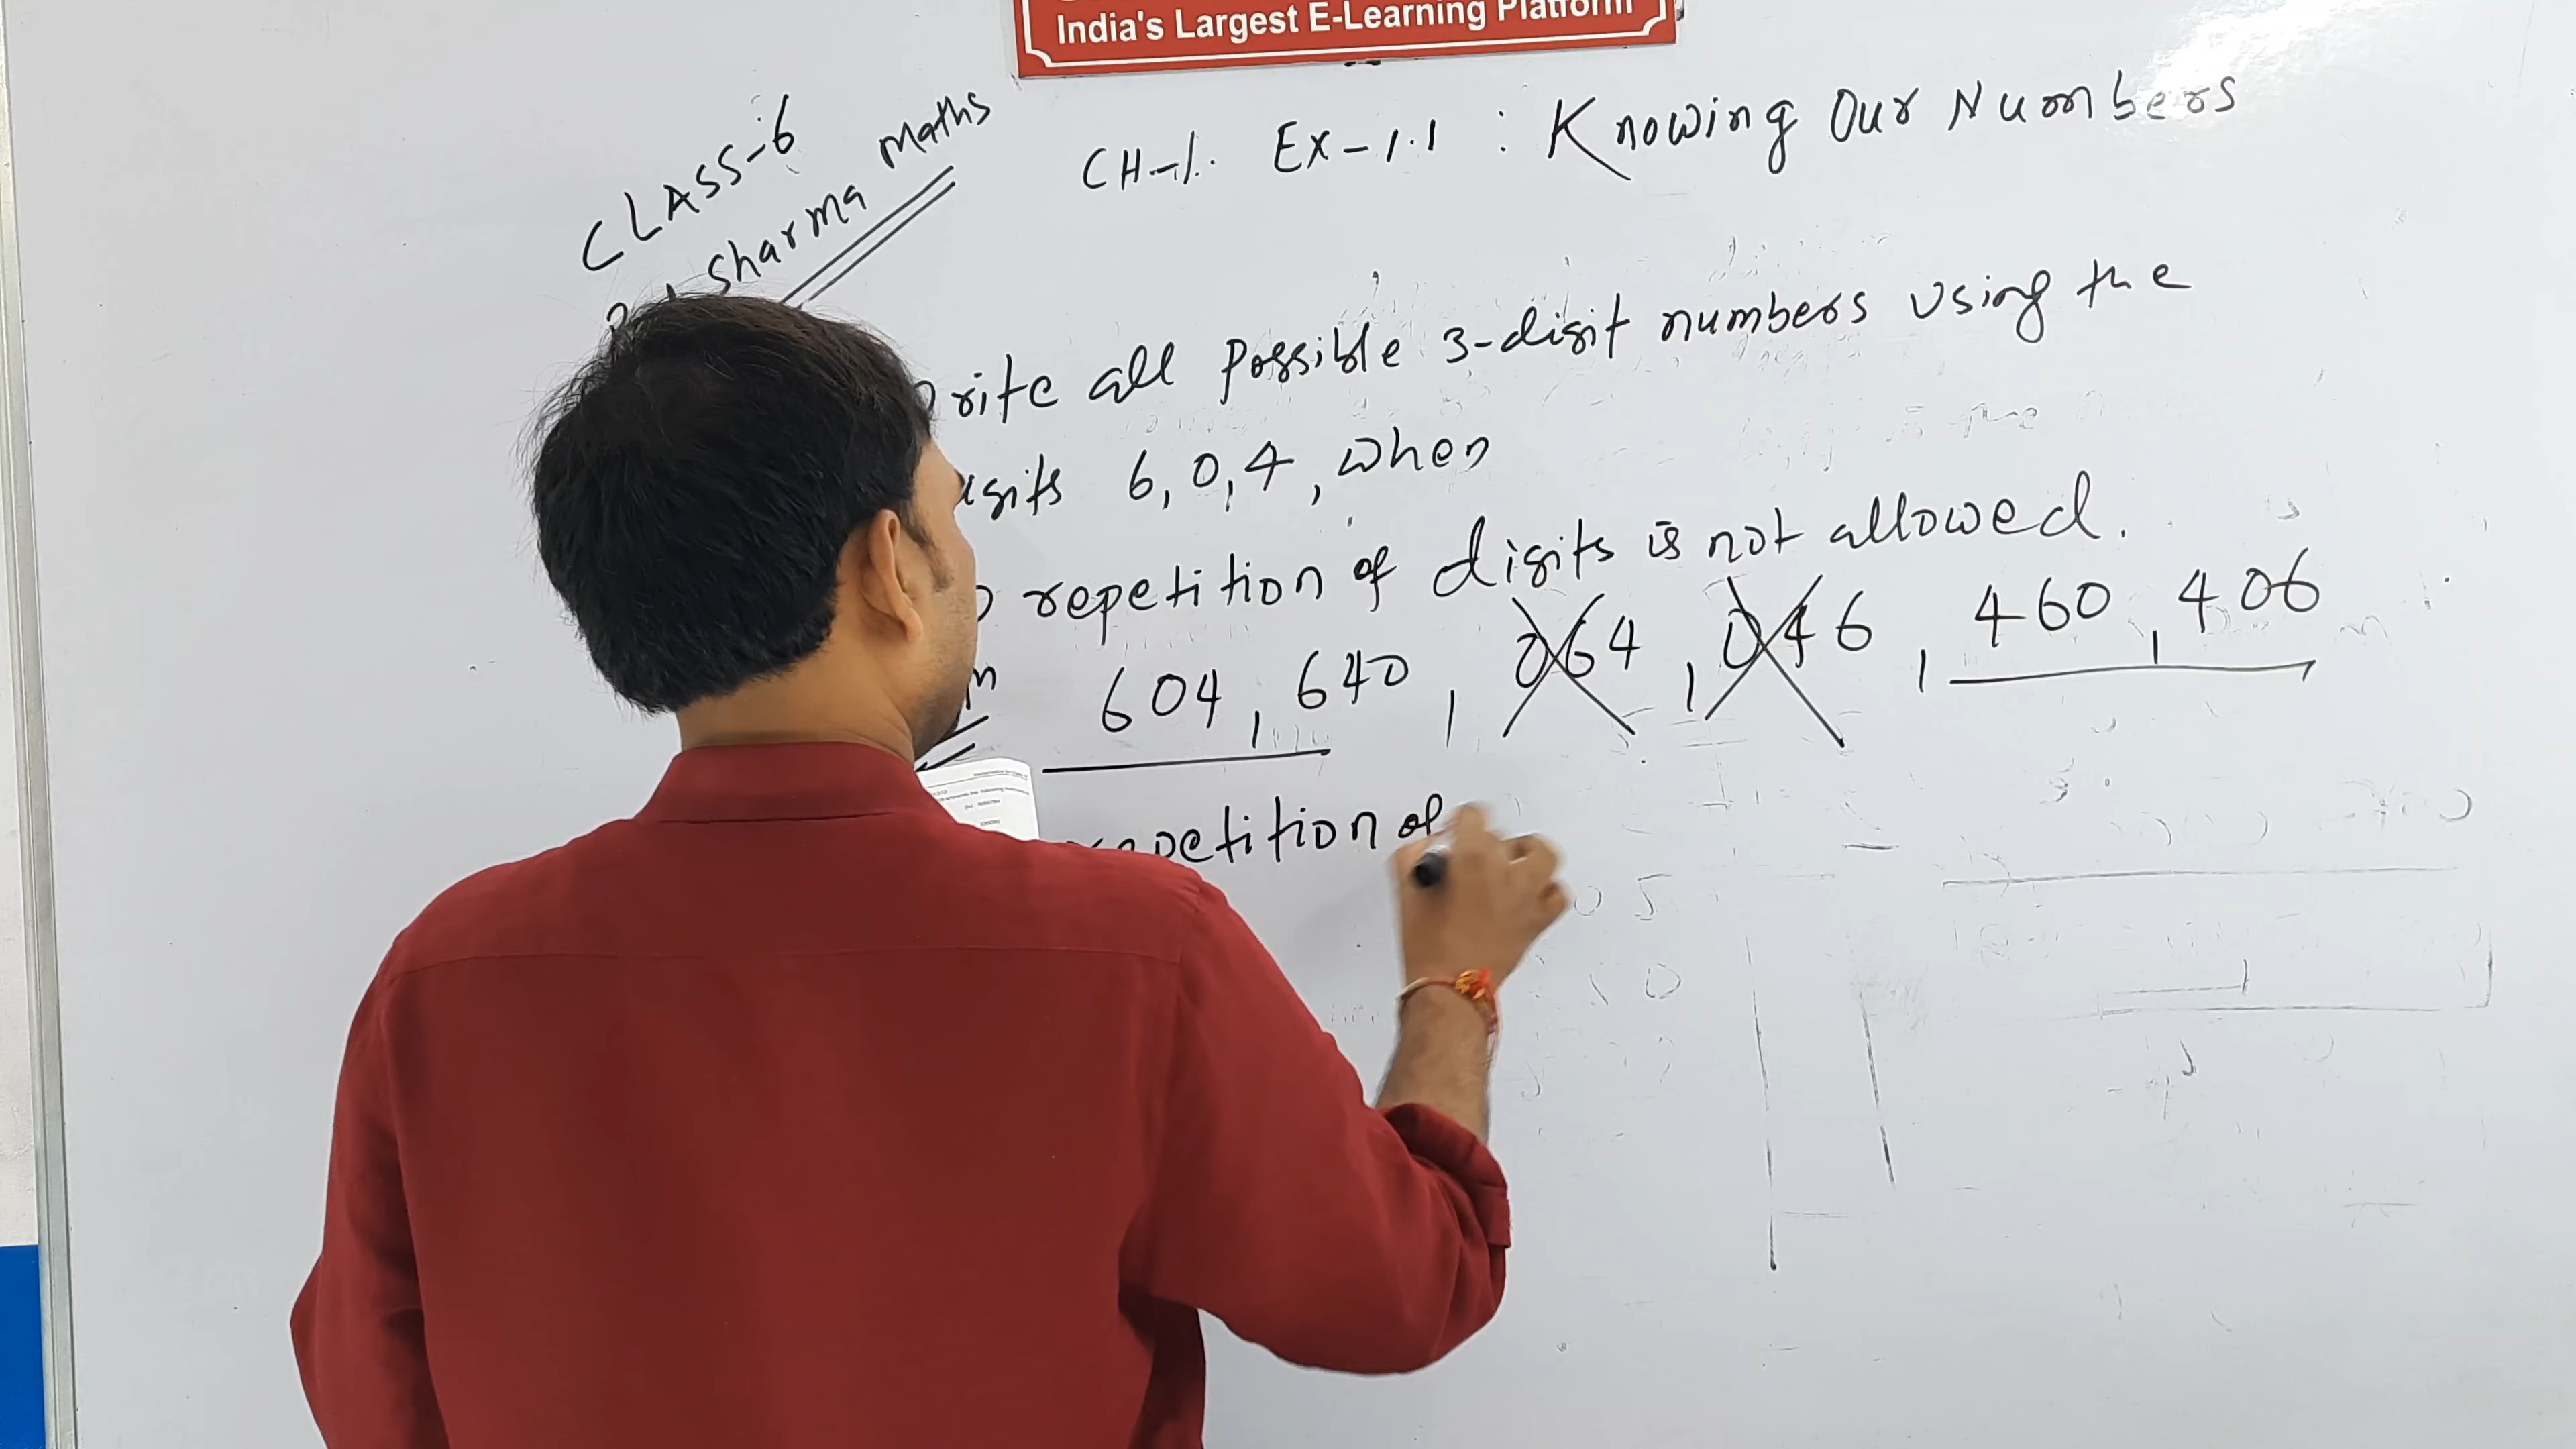 India's Largest E-Learning Platform
CLASS-6
Sharma Maths
CH-1. Ex-1.1 : Knowing Our Numbers
rite all possible 3-digit numbers using the
igits 6, 0, 4, when
repetition of digits is not allowed.
604, 640, 064, 046, 460, 406
repetition of